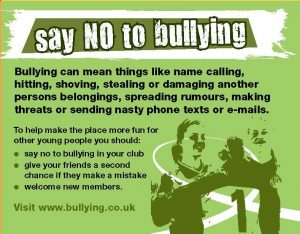 say NO to bullying
Bullying can mean things like name calling,
hitting, shoving, stealing or damaging another
persons belongings, spreading rumours, making
threats or sending nasty phone texts or e-mails.
To help make the place more fun for
other young people you should:
● say no to bullying in your club
● give your friends a second
chance if they make a mistake
● welcome new members.
Visit www.bullying.co.uk
1